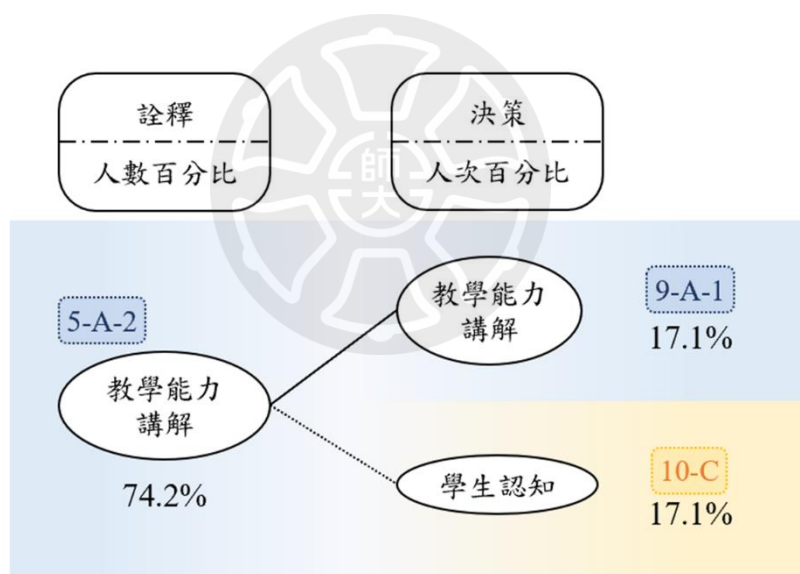 詮釋
人數百分比
決策
人次百分比
師大
5-A-2
教學能力
講解
74.2%
教學能力
講解
9-A-1
17.1%
學生認知
10-C
17.1%